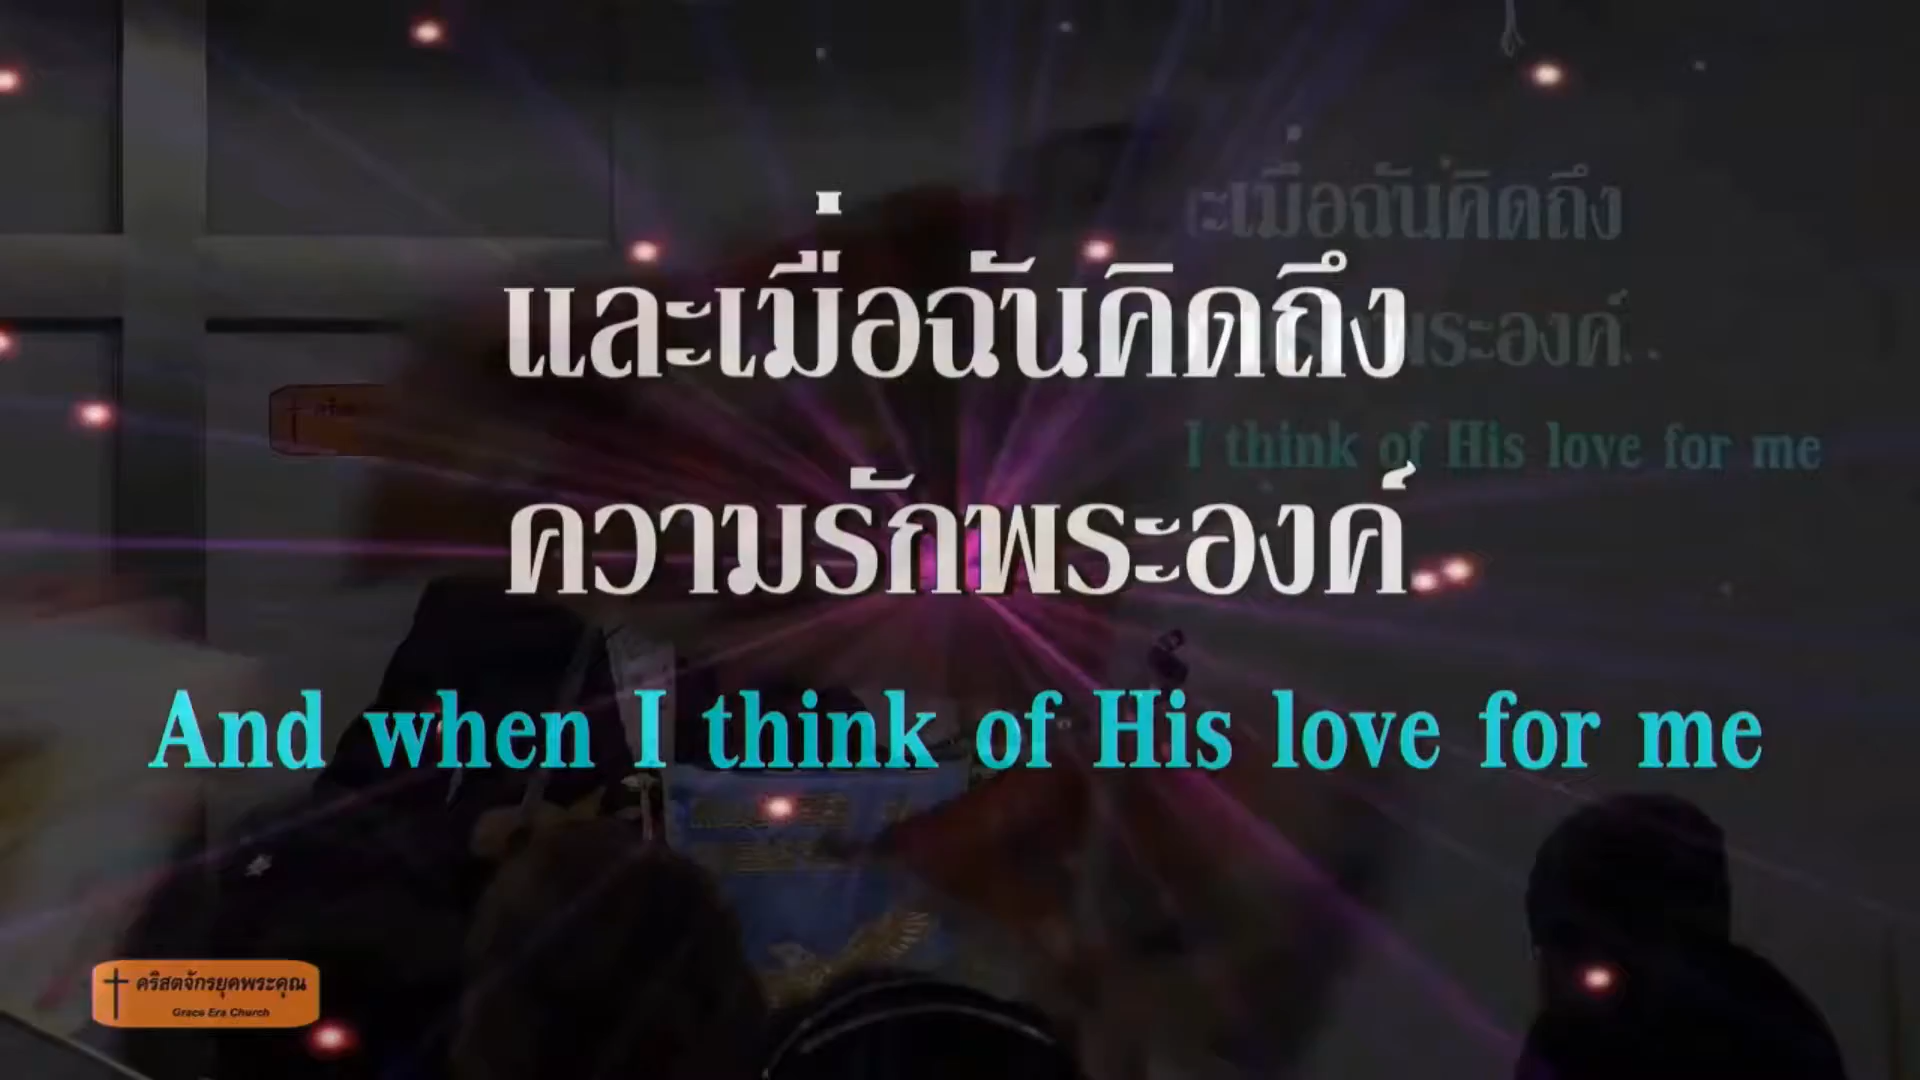 และเมื่อฉันคิดถึง
ความรักพระองค์
And when I think of His love for me
ะเมื่อฉันคิดถึง
พระองค์..
I think of His love for me
คริสตจักรยุคพระคุณ
Grace Era Church